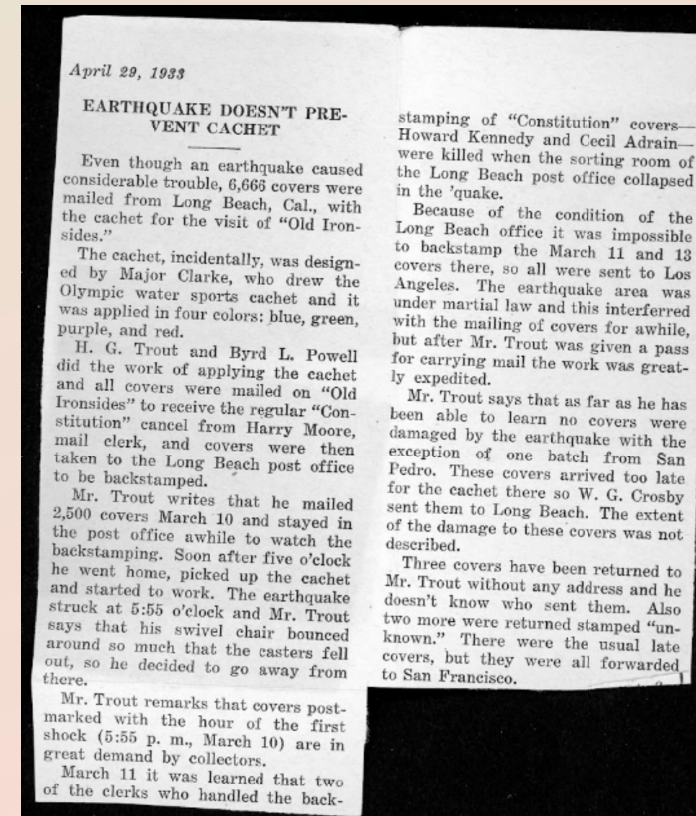 April 29, 1933
EARTHQUAKE DOESN'T PRE-
VENT CACHET
Even though an earthquake caused
considerable trouble, 6,666 covers were
mailed from Long Beach, Cal., with
the cachet for the visit of "Old Iron-
sides."
The cachet, incidentally, was design-
ed by Major Clarke, who drew the
Olympic water sports cachet and it
was applied in four colors: blue, green,
purple, and red.
H. G. Trout and Byrd L. Powell
did the work of applying the cachet
and all covers were mailed on "Old
Ironsides" to receive the regular "Con-
stitution" cancel from Harry Moore,
mail clerk, and covers were then
taken to the Long Beach post office
to be backstamped.
Mr. Trout writes that he mailed
2,500 covers March 10 and stayed in
the post office awhile to watch the
backstamping. Soon after five o'clock
he went home, picked up the cachet
and started to work. The earthquake
struck at 5:55 o'clock and Mr. Trout
says that his swivel chair bounced
around so much that the casters fell
out, so he decided to go away from
there.
Mr. Trout remarks that covers post-
marked with the hour of the first
shock (5:55 p. m., March 10) are in
great demand by collectors.
March 11 it was learned that two
of the clerks who handled the back-
stamping of "Constitution" covers—
Howard Kennedy and Cecil Adrain—
were killed when the sorting room of
the Long Beach post office collapsed
in the 'quake.
Because of the condition of the
Long Beach office it was impossible
to backstamp the March 11 and 13
covers there, so all were sent to Los
Angeles. The earthquake area was
under martial law and this interferred
with the mailing of covers for awhile,
but after Mr. Trout was given a pass
for carrying mail the work was great-
ly expedited.
Mr. Trout says that as far as he has
been able to learn no covers were
damaged by the earthquake with the
exception of one batch from San
Pedro. These covers arrived too late
for the cachet there so W. G. Crosby
sent them to Long Beach. The extent
of the damage to these covers was not
described.
Three covers have been returned to
Mr. Trout without any address and he
doesn't know who sent them. Also
two more were returned stamped "un-
known." There were the usual late
covers, but they were all forwarded
to San Francisco.